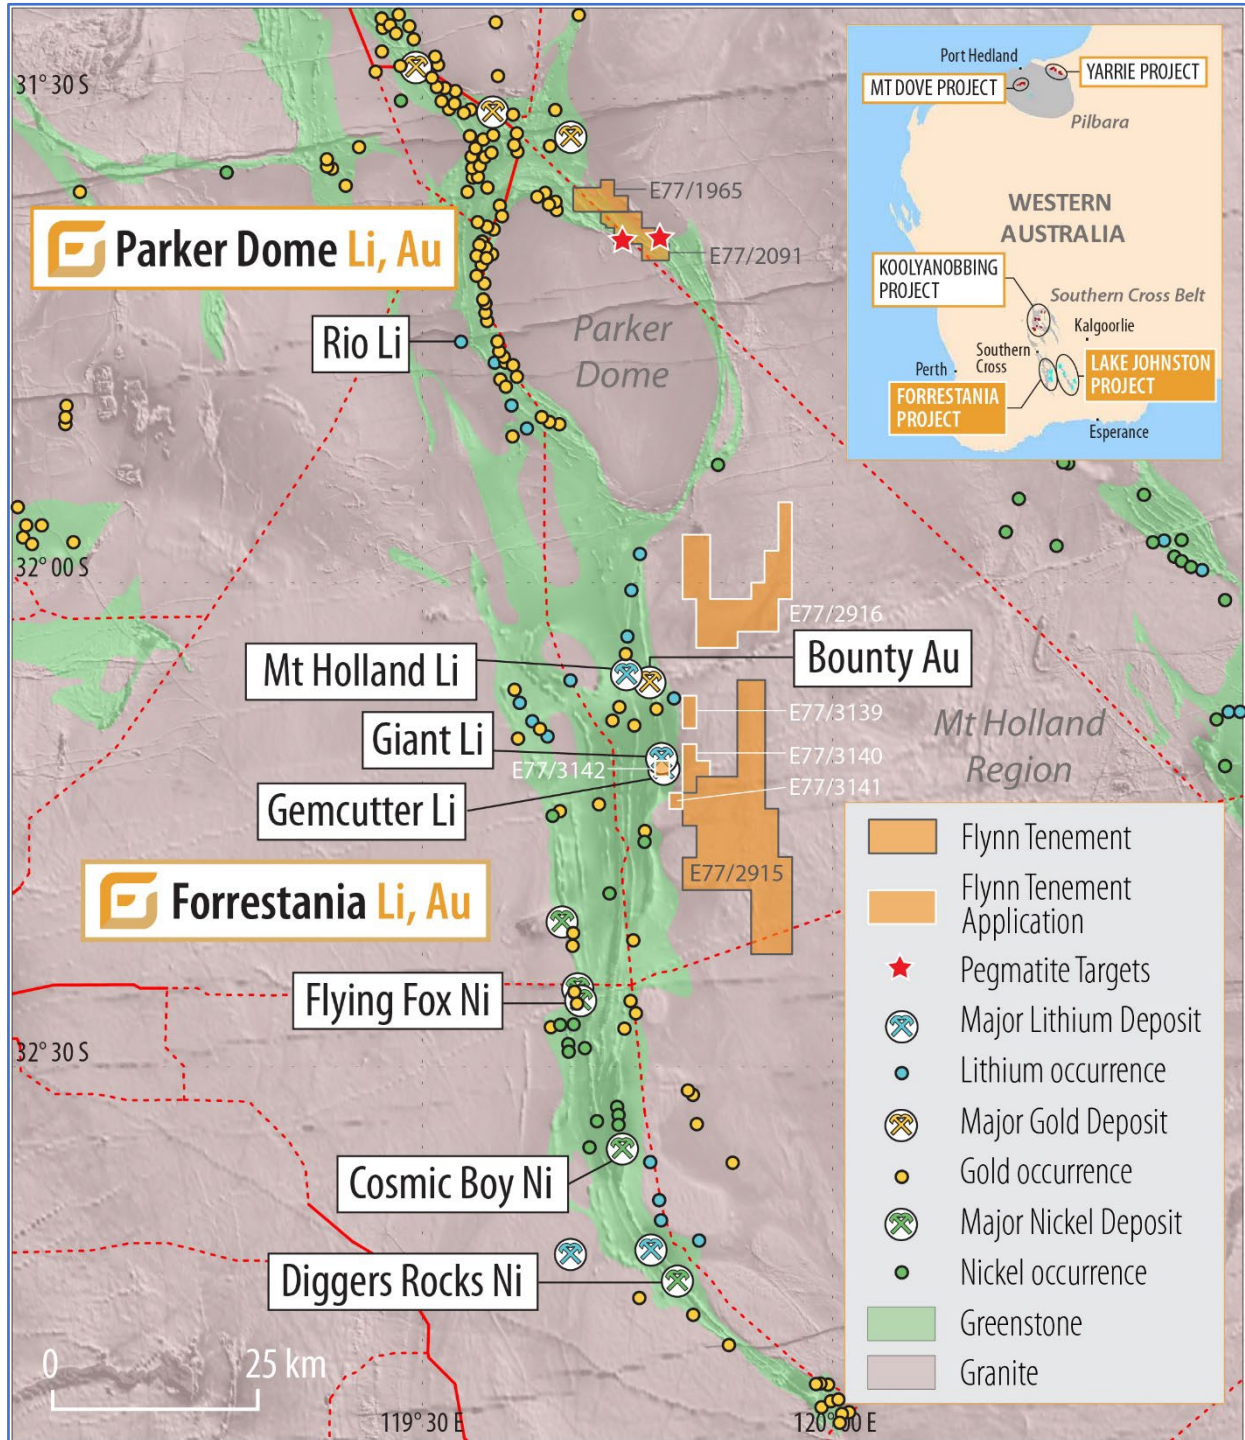 31° 30 S
E77/1965
Parker Dome Li, Au
E77/2091
Rio Li
Parker
Dome
Port Hedland
YARRIE PROJECT
MT DOVE PROJECT
Pilbara
WESTERN
AUSTRALIA
KOOLYANOBBING
PROJECT
Southern Cross Belt
Kalgoorlie
Southern
Cross
Perth
LAKE JOHNSTON
PROJECT
FORRESTANIA
PROJECT
Esperance
32° 00 S
E77/2916
Mt Holland Li
Bounty Au
E77/3139
Mt Holland
Region
Giant Li
E77/3142
E77/3140
E77/3141
Gemcutter Li
E77/2915
Forrestania Li, Au
Flying Fox Ni
32° 30 S
Cosmic Boy Ni
Diggers Rocks Ni
0 25 km
119° 30 E
120° 00 E
Flynn Tenement
Flynn Tenement
Application
Pegmatite Targets
Major Lithium Deposit
Lithium occurrence
Major Gold Deposit
Gold occurrence
Major Nickel Deposit
Nickel occurrence
Greenstone
Granite